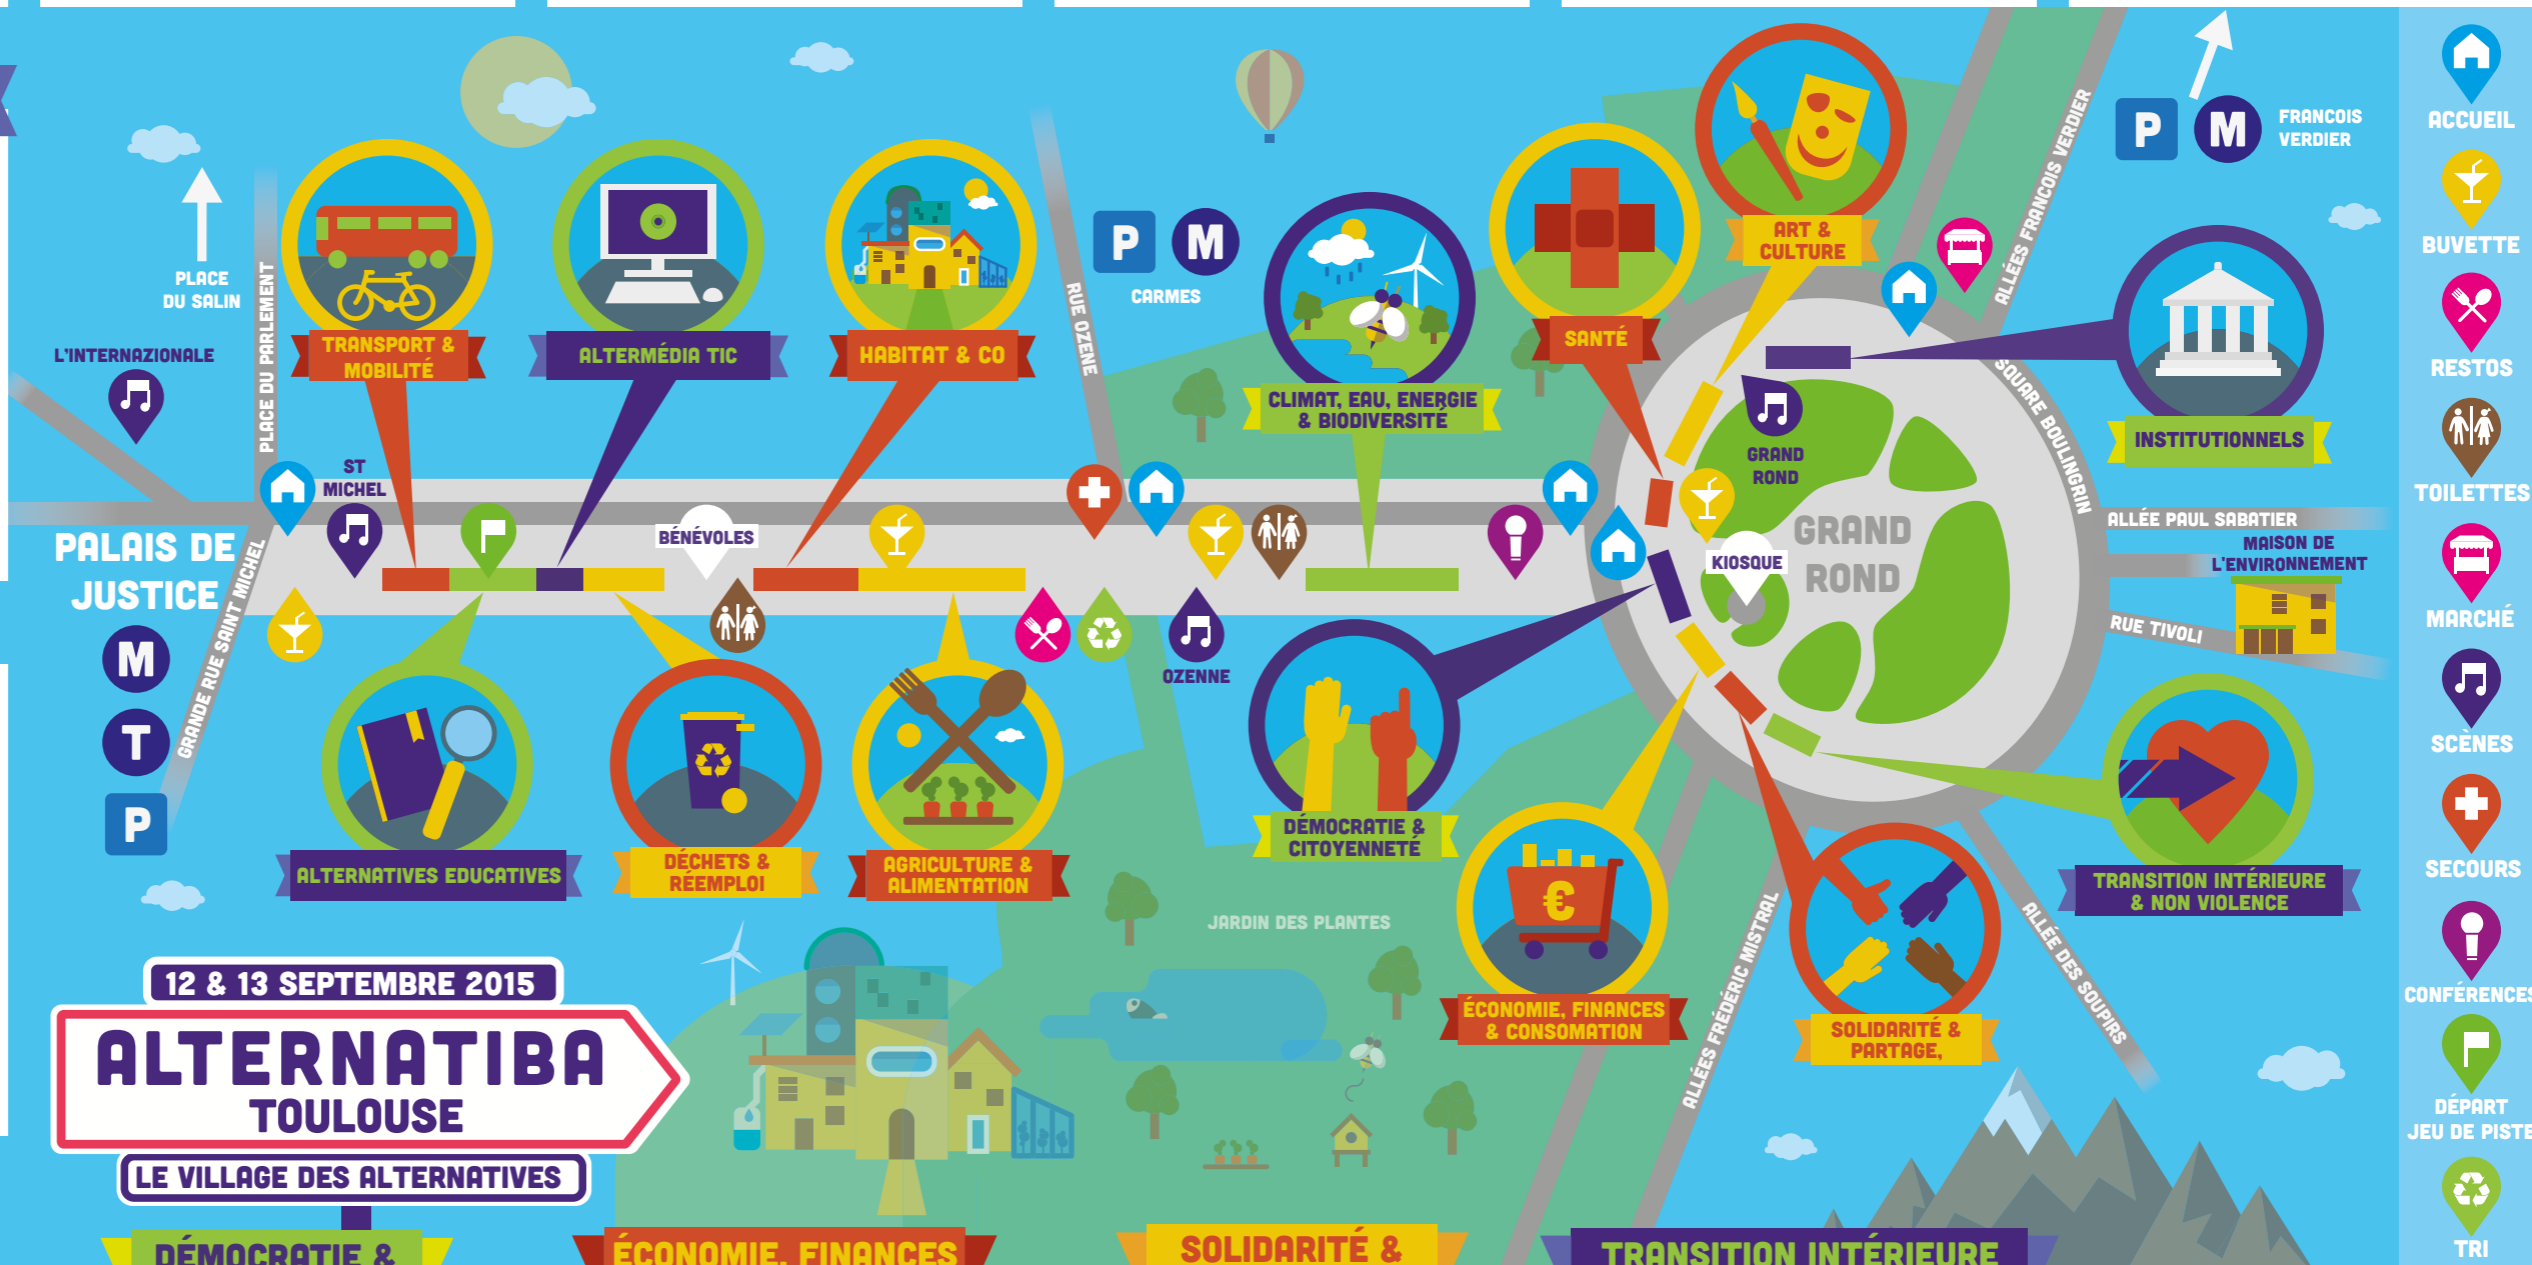 PLACE
DU SALIN
L'INTERNAZIONALE
PLACE DU PARLEMENT
TRANSPORT &
MOBILITÉ
ALTERMÉDIA TIC
HABITAT & CO
RUE OZENE
P
M
CARMES
CLIMAT, EAU, ENERGIE
& BIODIVERSITÉ
SANTÉ
ART &
CULTURE
ALLÉES FRANCOIS VERDIER
P
M
FRANCOIS
VERDIER
INSTITUTIONNELS
SQUARE BOULINGRIN
ST
MICHEL
BÉNÉVOLES
GRAND
ROND
KIOSQUE
GRAND
ROND
ALLÉE PAUL SABATIER
MAISON DE
L'ENVIRONNEMENT
RUE TIVOLI
PALAIS DE
JUSTICE
M
T
P
GRANDE RUE SAINT MICHEL
OZENNE
ALTERNATIVES EDUCATIVES
DÉCHETS &
RÉEMPLOI
AGRICULTURE &
ALIMENTATION
DÉMOCRATIE &
CITOYENNETÉ
€
ÉCONOMIE, FINANCES
& CONSOMATION
SOLIDARITÉ &
PARTAGE,
TRANSITION INTÉRIEURE
& NON VIOLENCE
JARDIN DES PLANTES
ALLÉES FRÉDÉRIC MISTRAL
ALLÉE DES SOUPIRS
12 & 13 SEPTEMBRE 2015
ALTERNATIBA
TOULOUSE
LE VILLAGE DES ALTERNATIVES
DÉMOCRATIE &
ÉCONOMIE, FINANCES
SOLIDARITÉ &
TRANSITION INTÉRIEURE
ACCUEIL
BUVETTE
RESTOS
TOILETTES
MARCHÉ
SCÈNES
SECOURS
CONFÉRENCES
DÉPART
JEU DE PISTE
TRI